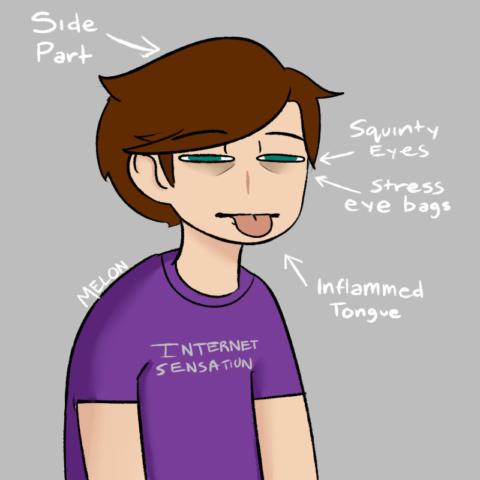 Side
Part
Squinty
Eyes
Stress
eye bags
Inflammed
Tongue
MELON
INTERNET
SENSATION